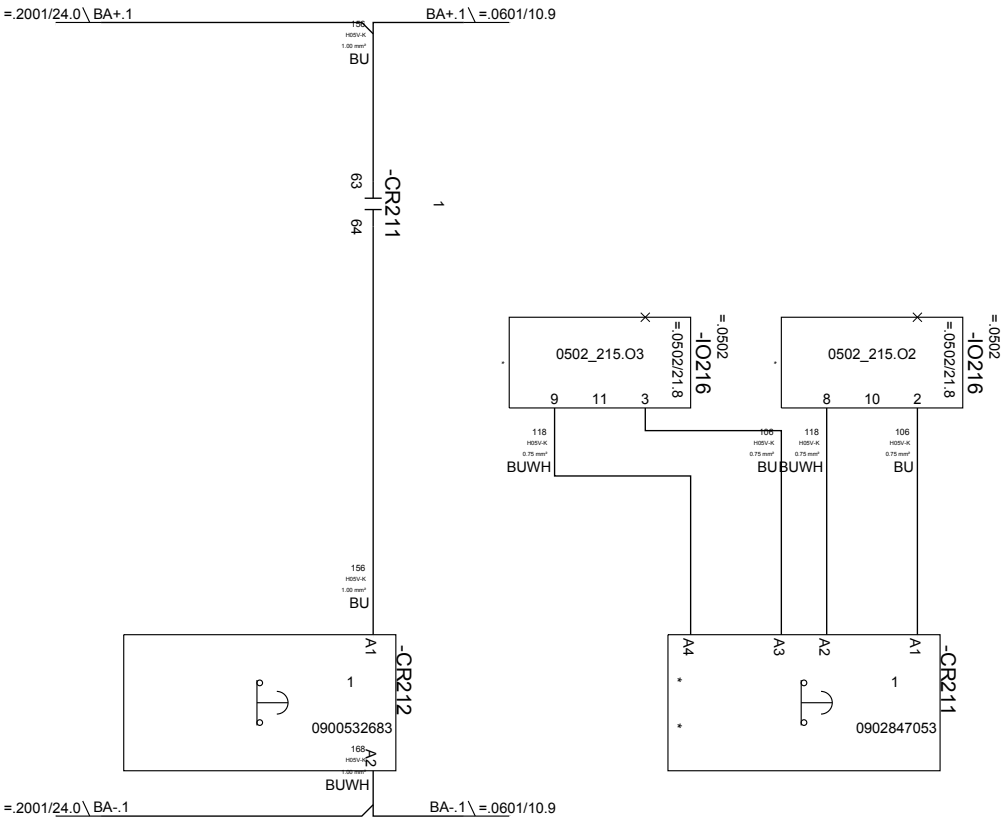 =.2001/24.0 \ BA+.1
BA+.1 \ =.0601/10.9
156
H05V-K
1.00 mm²
BU
63
-CR211
64
1
=.0502
-IO216
=.0502/21.8
0502_215.O3
9 11 3
=.0502
-IO216
=.0502/21.8
0502_215.O2
8 10 2
118
H05V-K
0.75 mm²
BUWH
106
H05V-K
0.75 mm²
BU
118
H05V-K
0.75 mm²
BUWH
106
H05V-K
0.75 mm²
BU
156
H05V-K
1.00 mm²
BU
A1
-CR212
1
0900532683
168
H05V-K
1.00 mm²
A2
BUWH
A4 A3 A2 A1
-CR211
*
1
*
0902847053
=.2001/24.0 \ BA-.1
BA-.1 \ =.0601/10.9